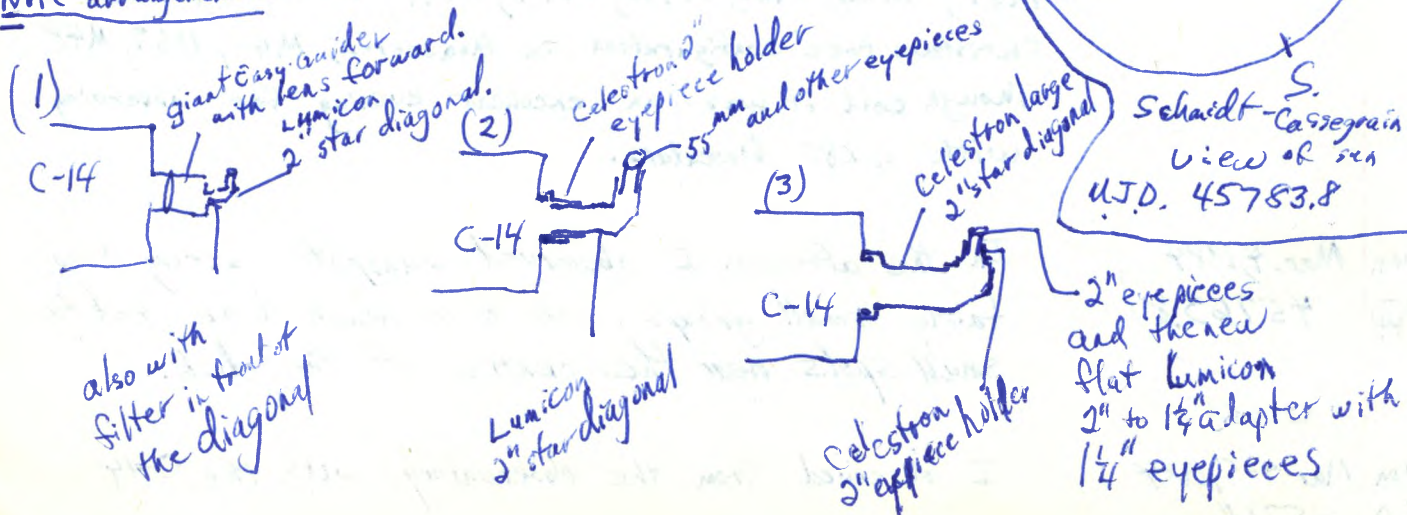 Note
(1)
giant Easy Guider
with lens forward.
Lumicon
2" star diagonal.
C-14
also with
filter in front of
the diagonal
(2)
Celestron 2"
eyepiece holder
55mm and other eyepieces
C-14
Lumicon
2" star diagonal
(3)
Celestron large
2" star diagonal
C-14
Celestron
2" eyepiece holder
2" eyepieces
and the new
flat Lumicon
2" to 1¼" adapter with
1¼" eyepieces
S.
Schmidt-Cassegrain
view of sun
M.J.D. 45783.8
Mar.